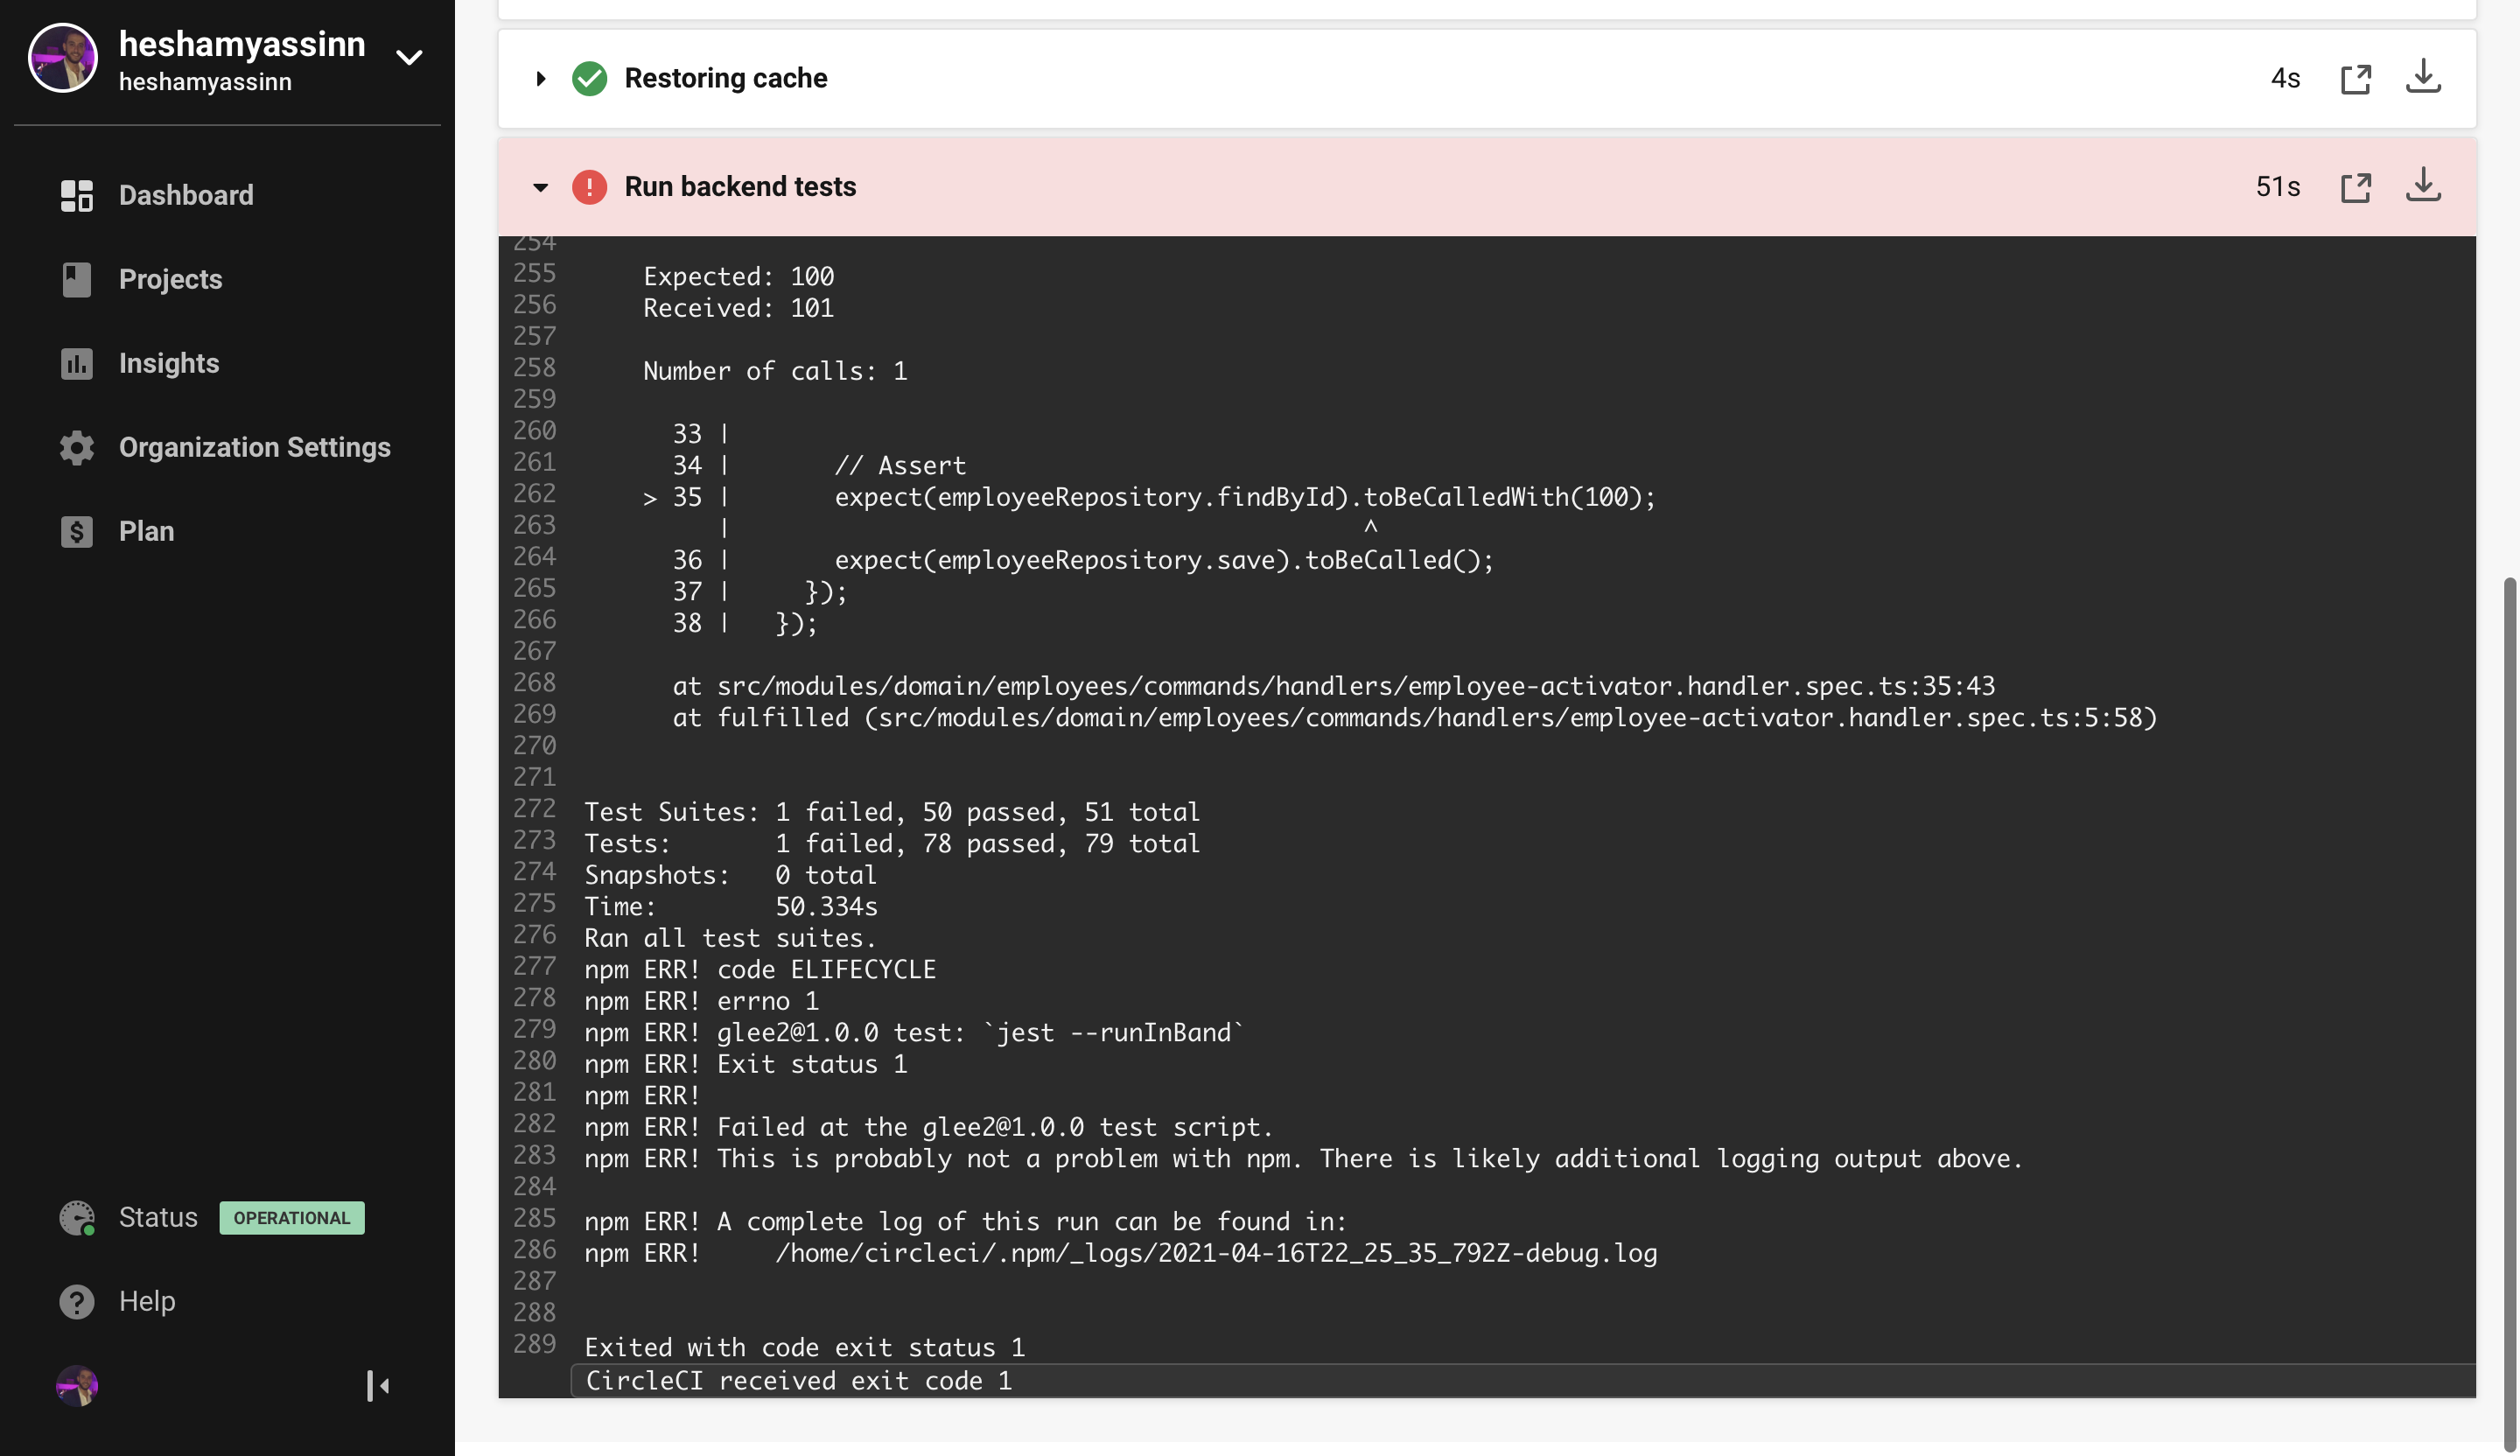 heshamyassinn
heshamyassinn
Dashboard
Projects
Insights
Organization Settings
Plan
Status OPERATIONAL
Help
Restoring cache 4s
Run backend tests 51s
254
255 Expected: 100
256 Received: 101
257
258 Number of calls: 1
259
260 33 |
261 34 | // Assert
262 > 35 | expect(employeeRepository.findById).toBeCalledWith(100);
263 | ^
264 36 | expect(employeeRepository.save).toBeCalled();
265 37 | });
266 38 | });
267
268 at src/modules/domain/employees/commands/handlers/employee-activator.handler.spec.ts:35:43
269 at fulfilled (src/modules/domain/employees/commands/handlers/employee-activator.handler.spec.ts:5:58)
270
271
272 Test Suites: 1 failed, 50 passed, 51 total
273 Tests: 1 failed, 78 passed, 79 total
274 Snapshots: 0 total
275 Time: 50.334s
276 Ran all test suites.
277 npm ERR! code ELIFECYCLE
278 npm ERR! errno 1
279 npm ERR! glee2@1.0.0 test: `jest --runInBand`
280 npm ERR! Exit status 1
281 npm ERR!
282 npm ERR! Failed at the glee2@1.0.0 test script.
283 npm ERR! This is probably not a problem with npm. There is likely additional logging output above.
284
285 npm ERR! A complete log of this run can be found in:
286 npm ERR! /home/circleci/.npm/_logs/2021-04-16T22_25_35_792Z-debug.log
287
288
289 Exited with code exit status 1
CircleCI received exit code 1